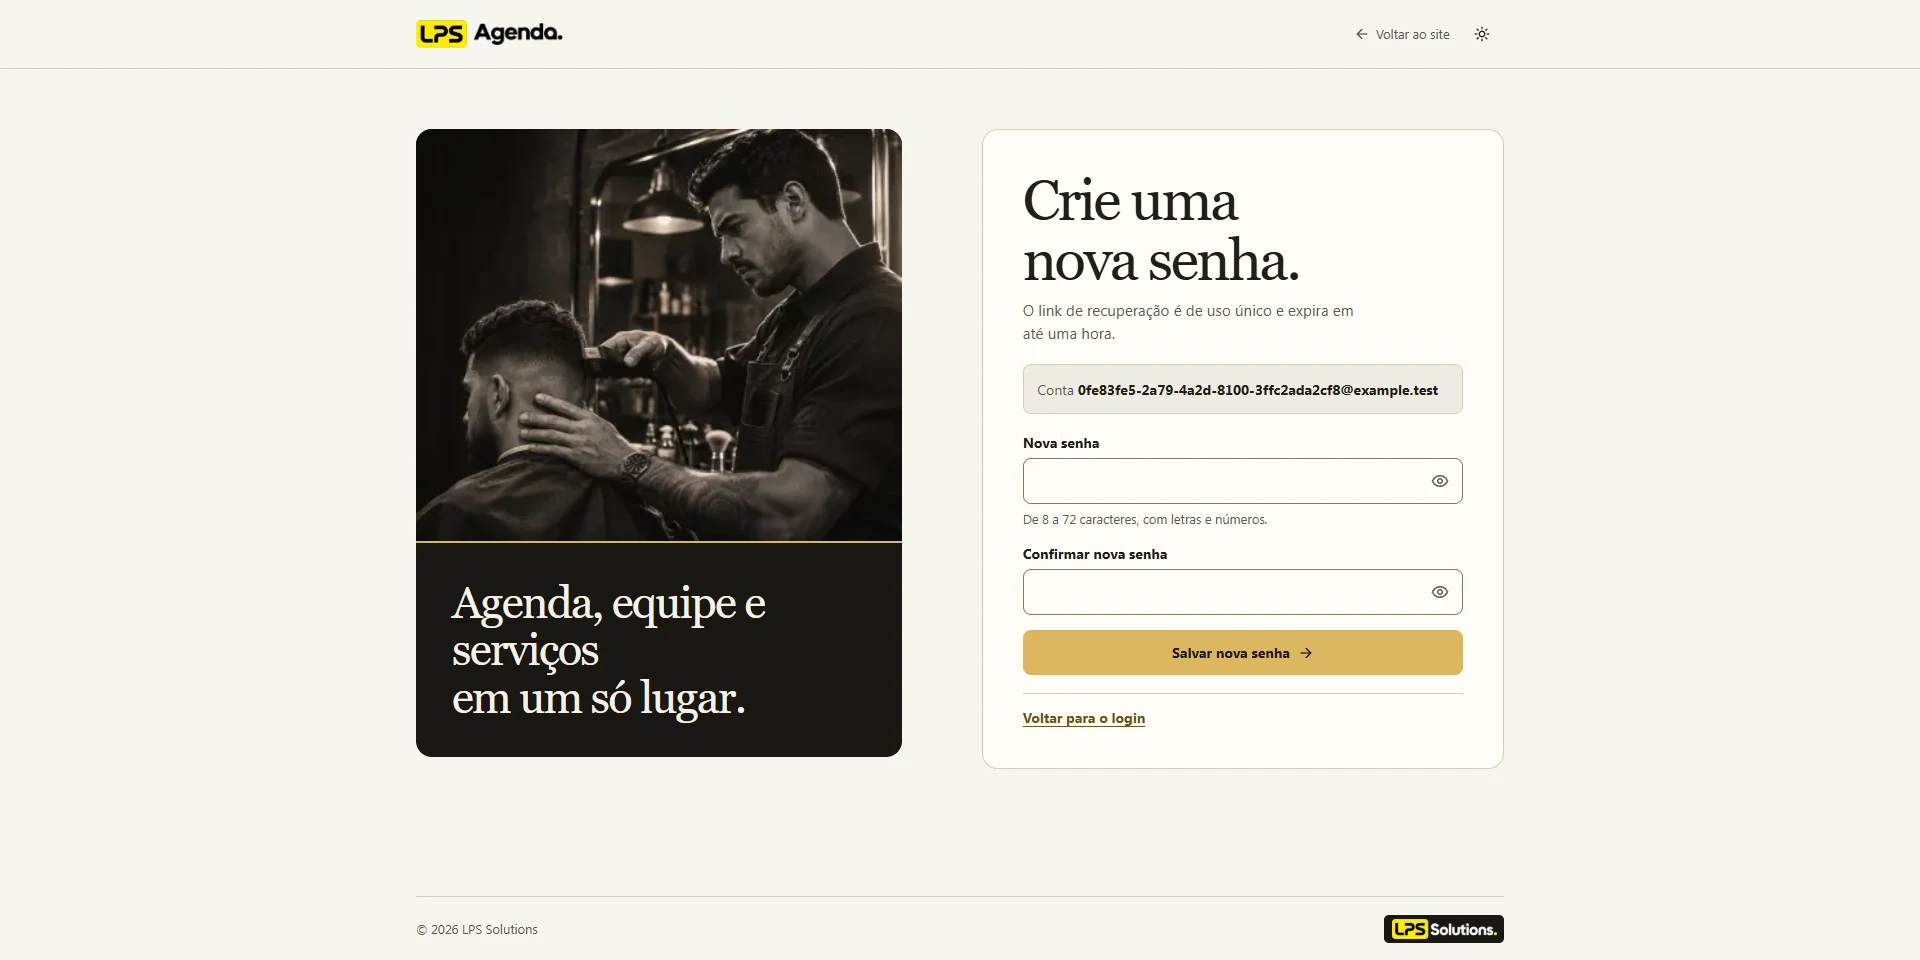 LPS Agenda.
Voltar ao site
Agenda, equipe e
serviços
em um só lugar.
Crie uma
nova senha.
O link de recuperação é de uso único e expira em
até uma hora.
Conta 0fe83fe5-2a79-4a2d-8100-3ffc2ada2cf8@example.test
Nova senha
De 8 a 72 caracteres, com letras e números.
Confirmar nova senha
Salvar nova senha
Voltar para o login
© 2026 LPS Solutions
LPS Solutions.